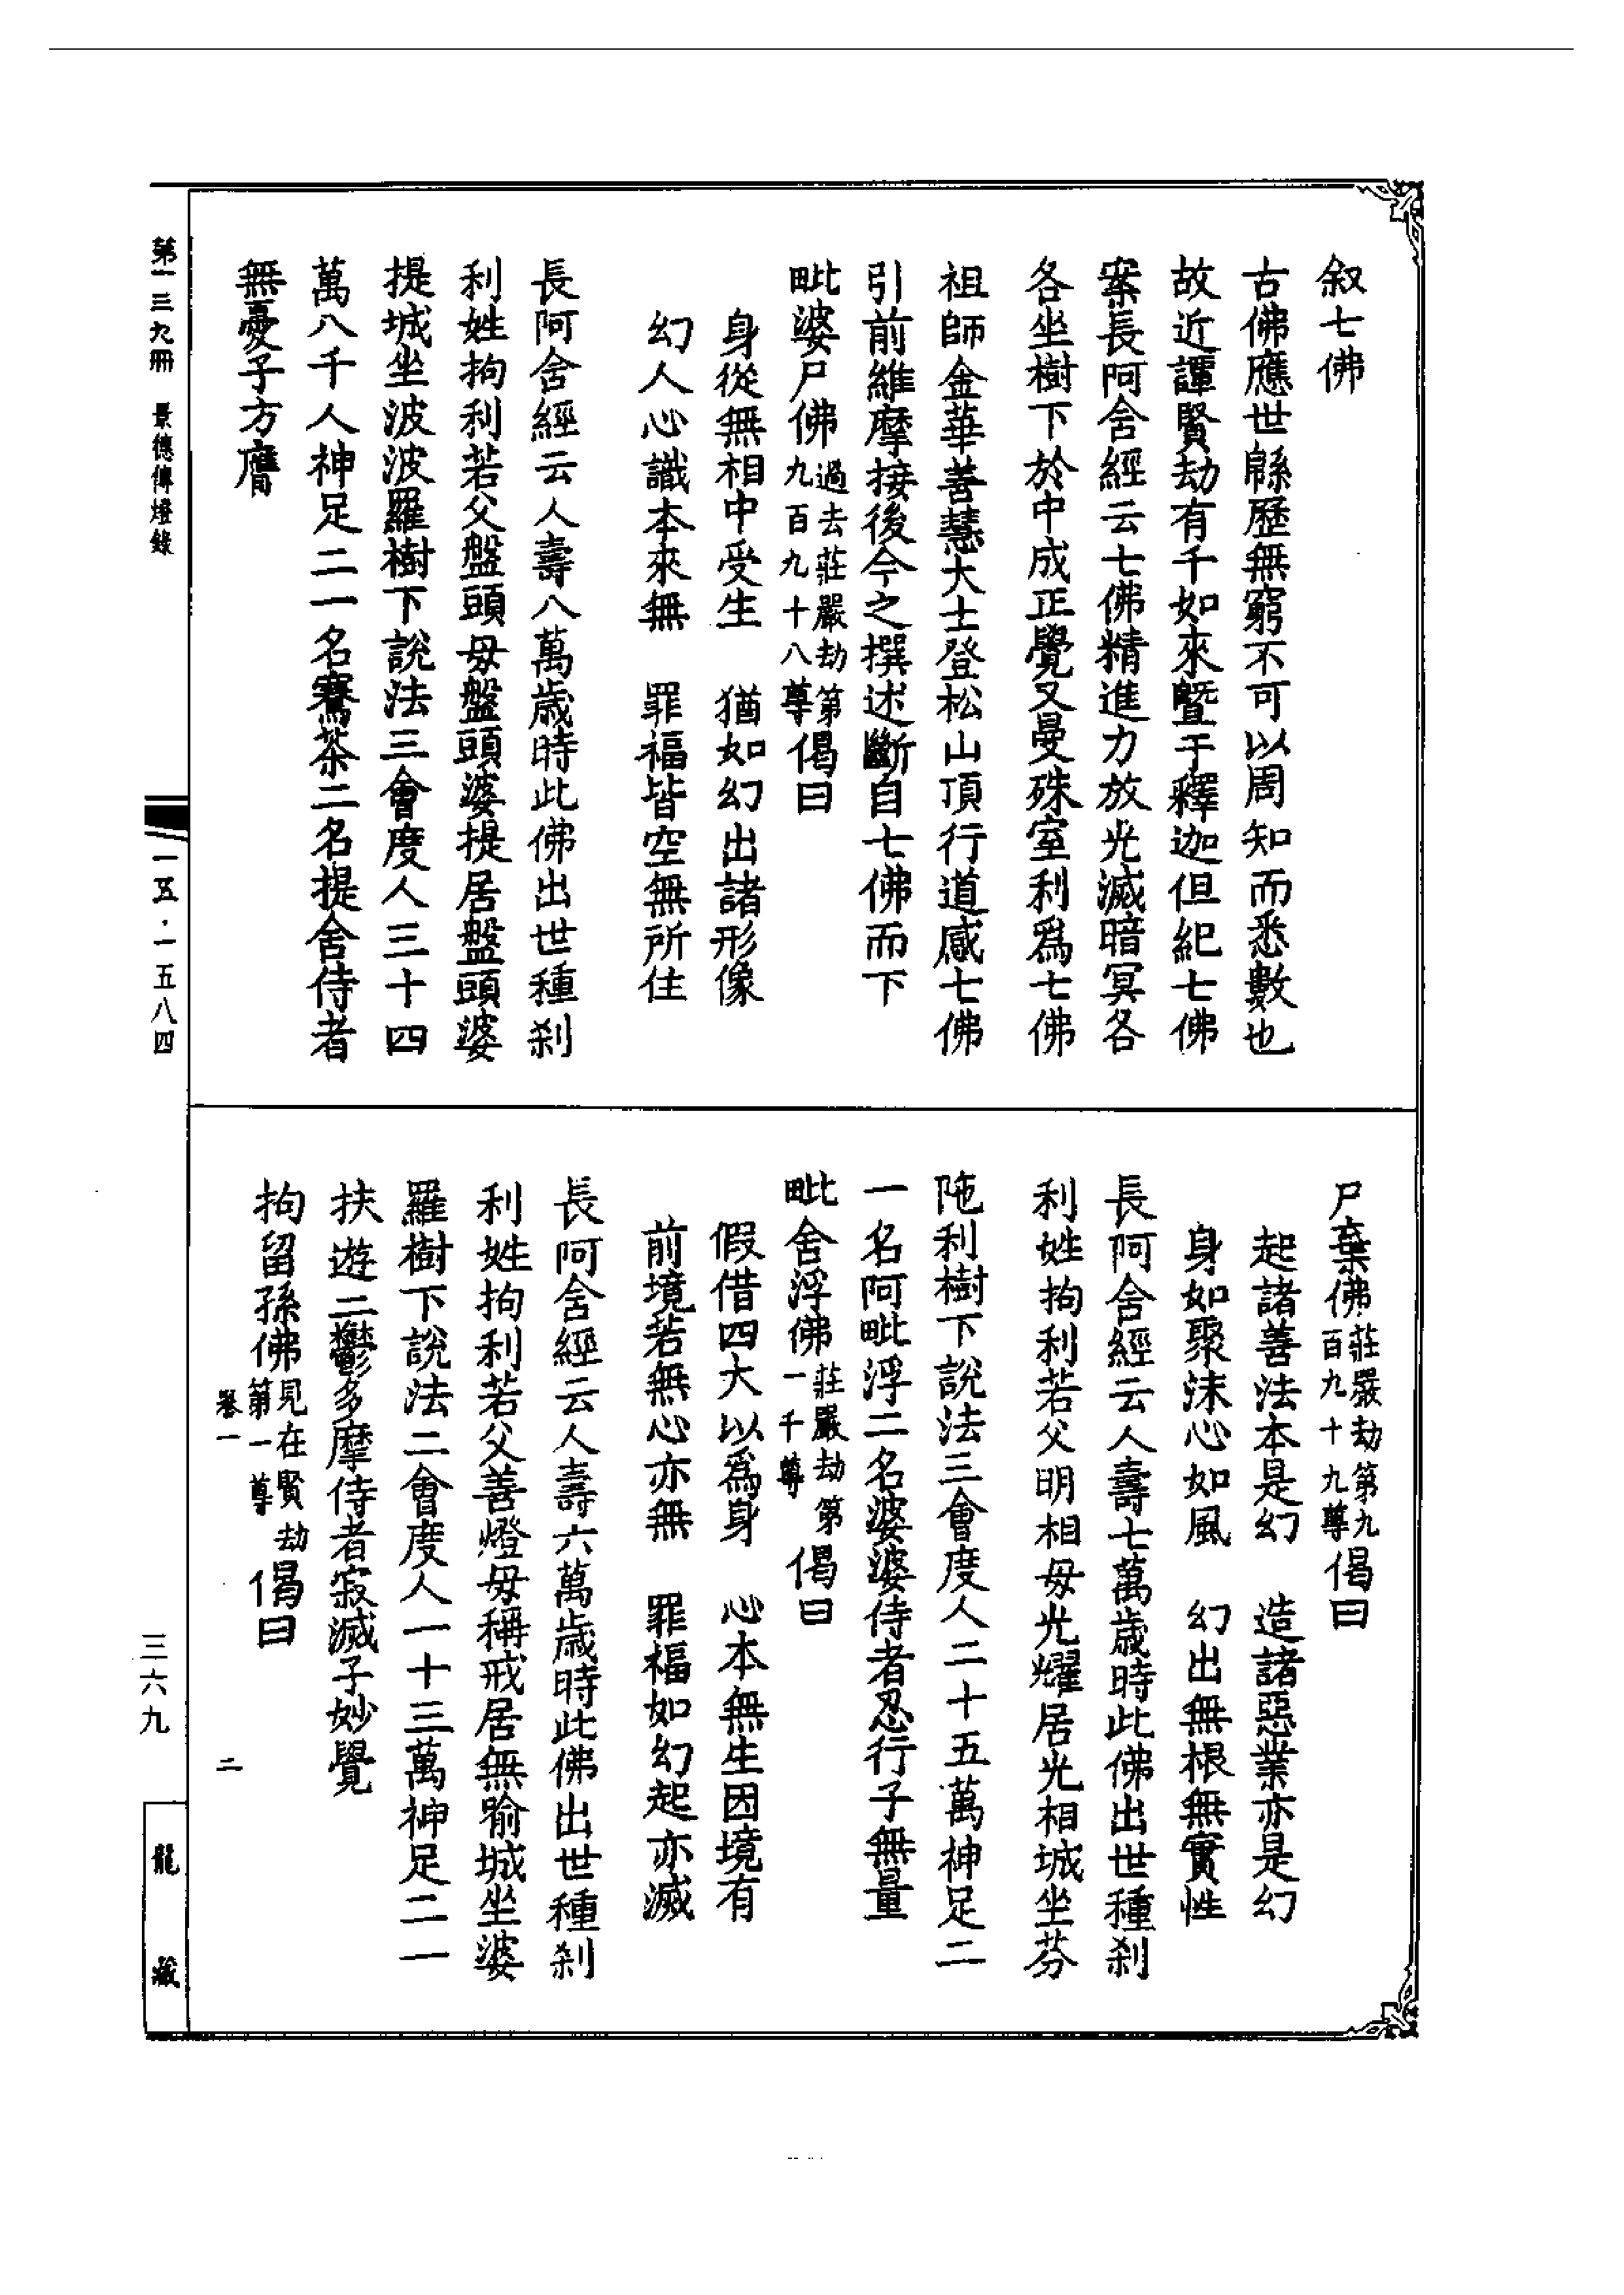 叙七佛
古佛應世緜歷無窮不可以周知而悉數也
故近譚賢劫有千如來暨于釋迦但紀七佛
案長阿舍經云七佛精進力放光滅暗冥各
各坐樹下於中成正覺又曼殊室利爲七佛
祖師金華善慧大士登松山頂行道感七佛
引前維摩接後今之撰述斷自七佛而下
毗婆尸佛過去莊嚴劫第九百九十八尊偈曰
身從無相中受生　猶如幻出諸形像
幻人心識本來無　罪福皆空無所住
長阿舍經云人壽八萬歲時此佛出世種刹
利姓拘利若父盤頭母盤頭婆提居盤頭婆
提城坐波波羅樹下說法三會度人三十四
萬八千人神足二一名騫茶二名提舍侍者
無憂子方膺
尸棄佛莊嚴劫第九百九十九尊偈曰
起諸善法本是幻　造諸惡業亦是幻
身如聚沫心如風　幻出無根無實性
長阿舍經云人壽七萬歲時此佛出世種刹
利姓拘利若父明相母光耀居光相城坐芬
陁利樹下說法三會度人二十五萬神足二
一名阿毗浮二名婆婆侍者忍行子無量
毗舍浮佛莊嚴劫第一千尊偈曰
假借四大以爲身　心本無生因境有
前境若無心亦無　罪福如幻起亦滅
長阿舍經云人壽六萬歲時此佛出世種刹
利姓拘利若父善燈母稱戒居無喻城坐婆
羅樹下說法二會度人一十三萬神足二一
扶遊二鬱多摩侍者寂滅子妙覺
拘留孫佛見在賢劫第一尊偈曰
卷一　二
第一三九冊　景德傳燈錄
一五·一五八四
三六九
龍藏